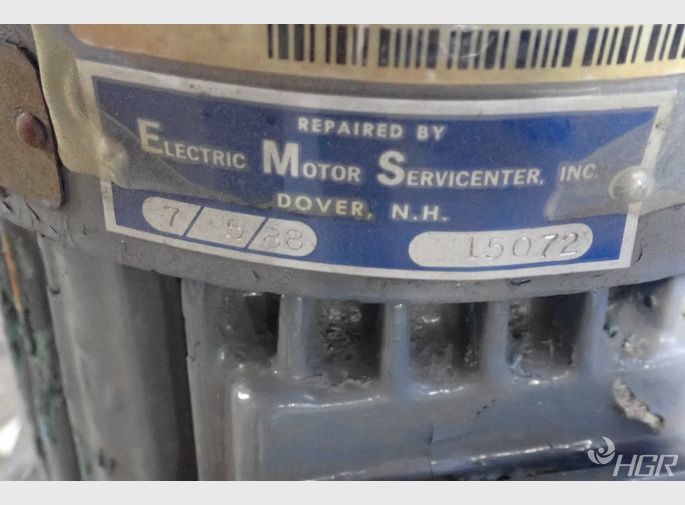 REPAIRED BY
ELECTRIC MOTOR SERVICENTER, INC.
DOVER, N.H.
7/5/88 15072
HGR